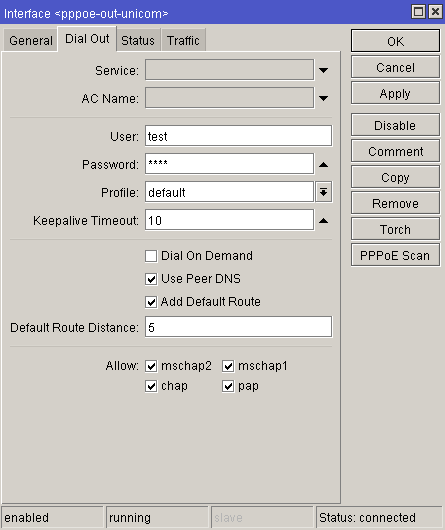 Interface <pppoe-out-unicom>
General Dial Out Status Traffic
OK
Service:
Cancel
AC Name:
Apply
Disable
User: test
Comment
Password: ****
Copy
Profile: default
Remove
Keepalive Timeout: 10
Torch
Dial On Demand
PPPoE Scan
Use Peer DNS
Add Default Route
Default Route Distance: 5
Allow: mschap2 mschap1
chap pap
enabled running slave Status: connected